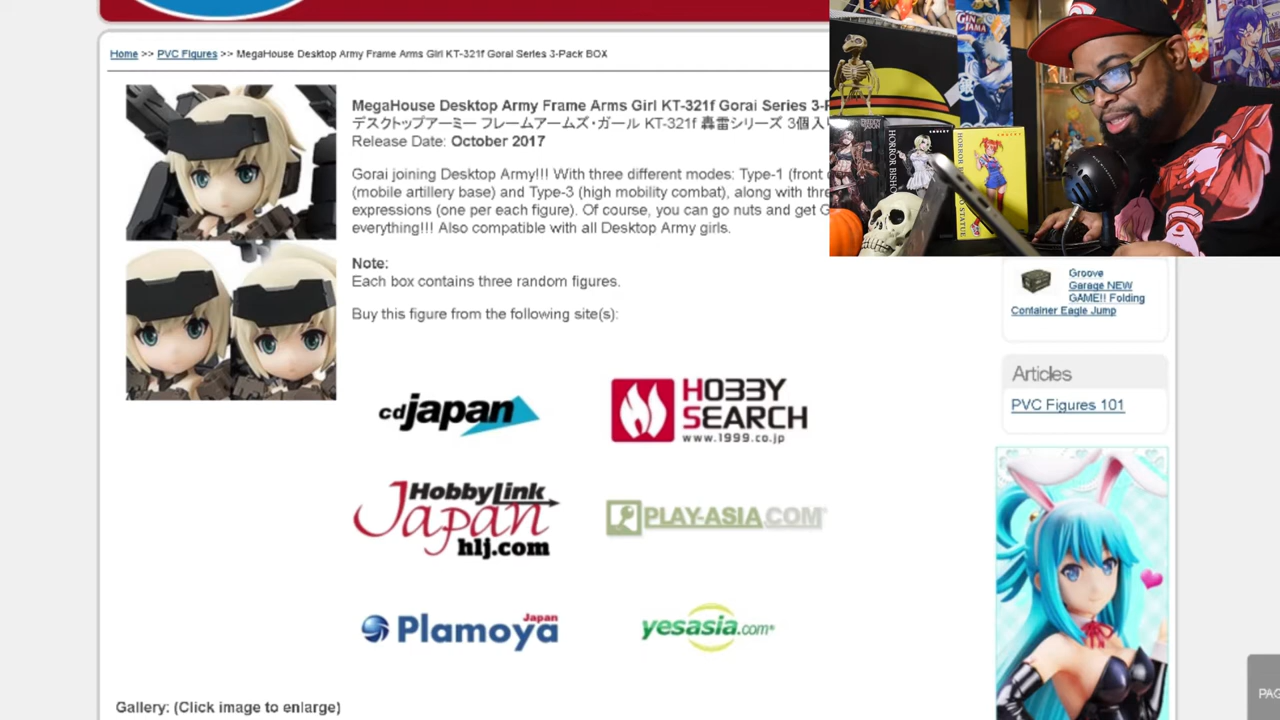 Home >> PVC Figures >> MegaHouse Desktop Army Frame Arms Girl KT-321f Gorai Series 3-Pack BOX
MegaHouse Desktop Army Frame Arms Girl KT-321f Gorai Series 3-P
デスクトップアーミー フレームアームズ・ガール KT-321f 轟雷シリーズ 3個入
Release Date: October 2017
Gorai joining Desktop Army!!! With three different modes: Type-1 (front
(mobile artillery base) and Type-3 (high mobility combat), along with thre
expressions (one per each figure). Of course, you can go nuts and get G
everything!!! Also compatible with all Desktop Army girls.
Note:
Each box contains three random figures.
Buy this figure from the following site(s):
cdjapan
HOBBY
SEARCH
www.1999.co.jp
HobbyLink
Japan
hlj.com
PLAY-ASIA.COM
Plamoya
Japan
yesasia.com
Gallery: (Click image to enlarge)
GINTAMA
HORROR BISHO
STATUE
Groove
Garage NEW
GAME!! Folding
Container Eagle Jump
Articles
PVC Figures 101
PAG